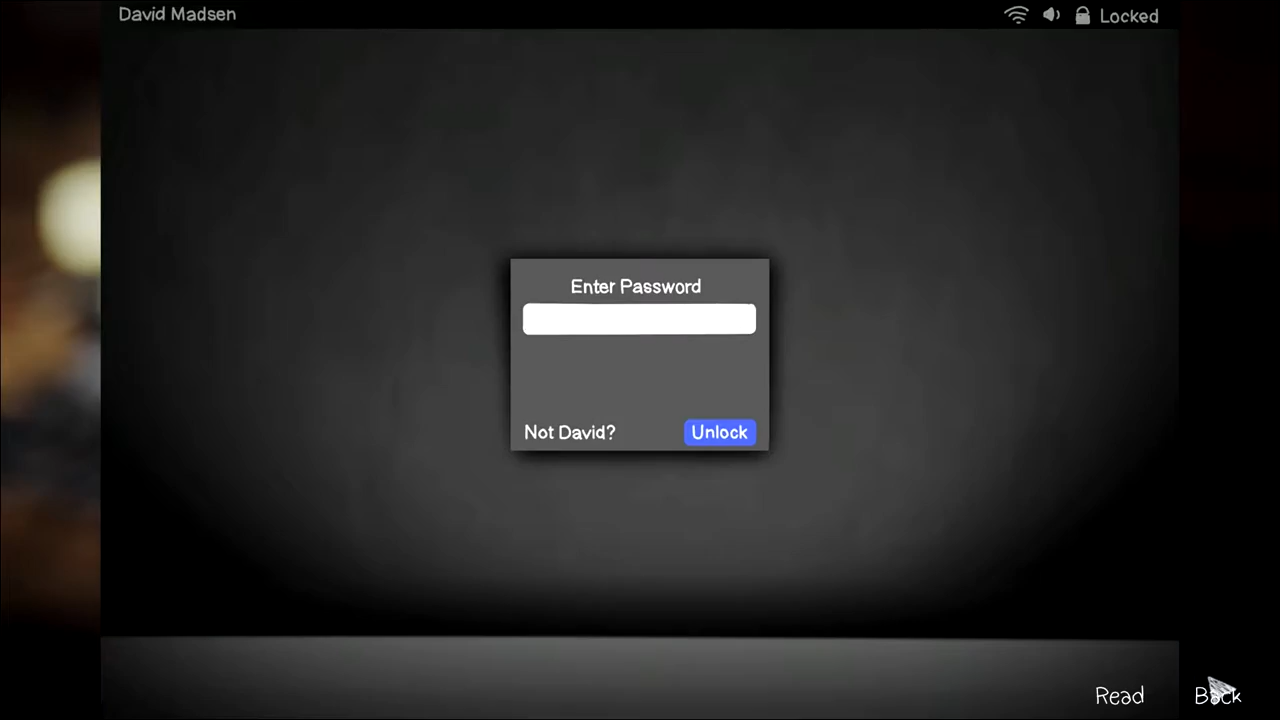 David Madsen
Locked
Enter Password
Not David?
Unlock
Read
Back